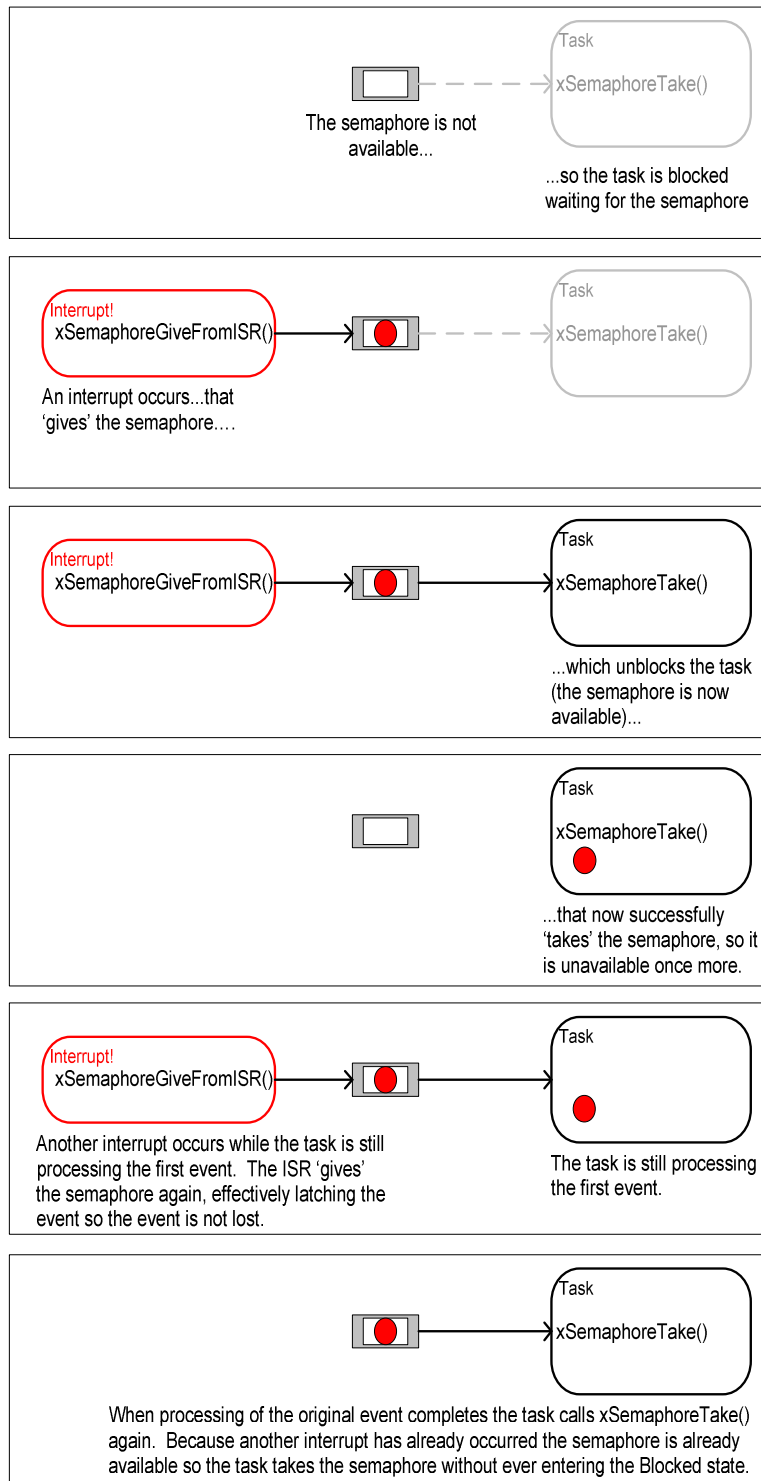 Task
xSemaphoreTake()
The semaphore is not
available...
...so the task is blocked
waiting for the semaphore
Interrupt!
xSemaphoreGiveFromISR()
Task
xSemaphoreTake()
An interrupt occurs...that
‘gives’ the semaphore….
Interrupt!
xSemaphoreGiveFromISR()
Task
xSemaphoreTake()
...which unblocks the task
(the semaphore is now
available)...
Task
xSemaphoreTake()
...that now successfully
‘takes’ the semaphore, so it
is unavailable once more.
Interrupt!
xSemaphoreGiveFromISR()
Task
Another interrupt occurs while the task is still
processing the first event.  The ISR ‘gives’
the semaphore again, effectively latching the
event so the event is not lost.
The task is still processing
the first event.
Task
xSemaphoreTake()
When processing of the original event completes the task calls xSemaphoreTake()
again.  Because another interrupt has already occurred the semaphore is already
available so the task takes the semaphore without ever entering the Blocked state.